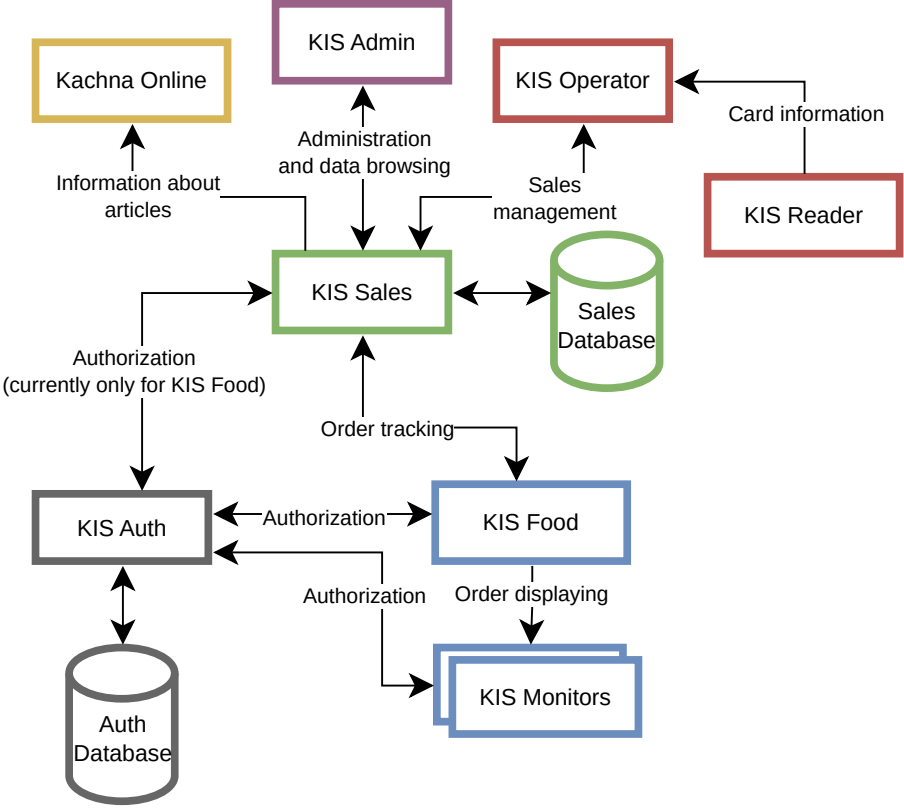 KIS Admin
Kachna Online
KIS Operator
Card information
Administration
and data browsing
Information about
articles
Sales
management
KIS Reader
KIS Sales
Sales
Database
Authorization
(currently only for KIS Food)
Order tracking
KIS Auth
Authorization
KIS Food
Authorization
Order displaying
KIS Monitors
Auth
Database